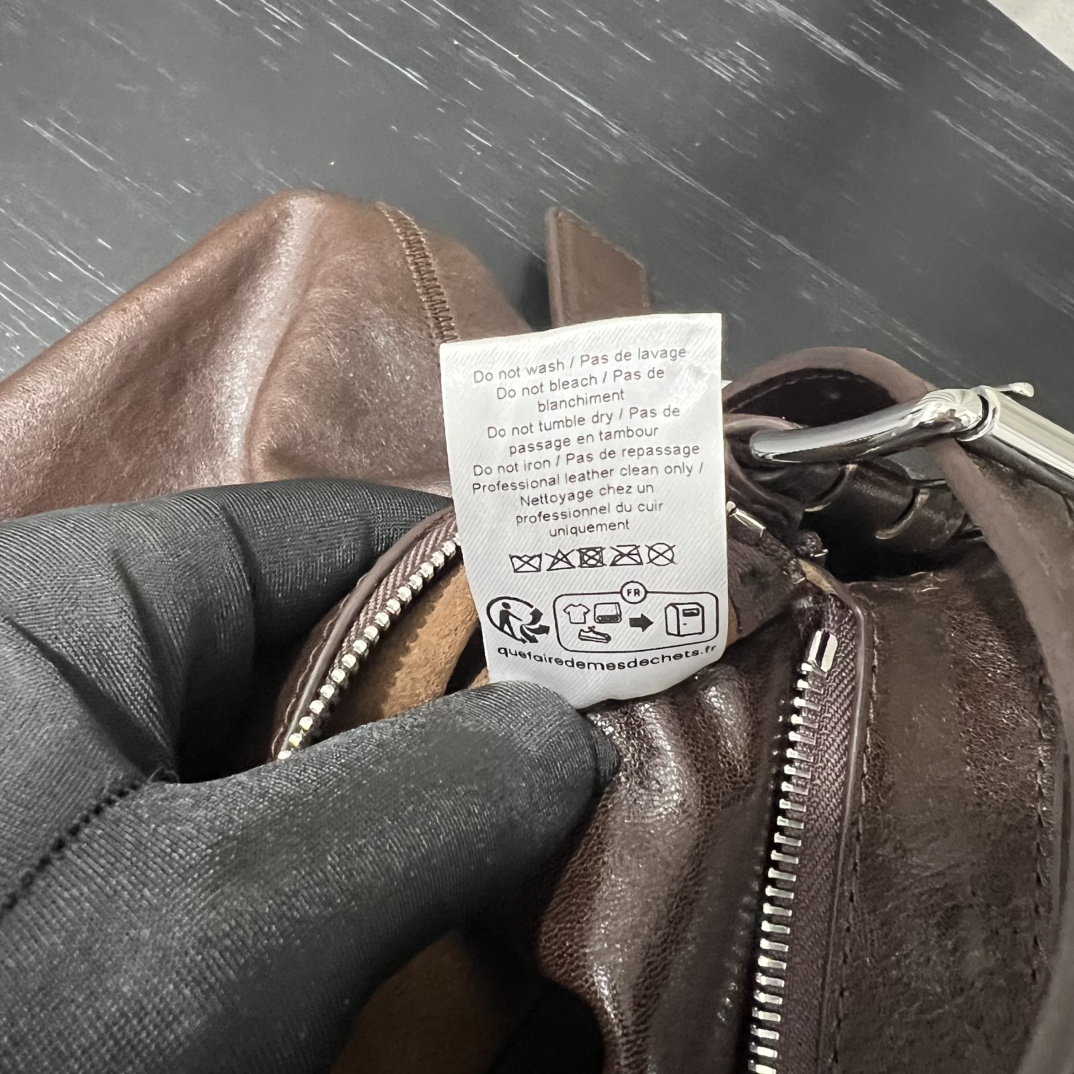 Do not wash / Pas de lavage
Do not bleach / Pas de
blanchiment
Do not tumble dry / Pas de
passage en tambour
Do not iron / Pas de repassage
Professional leather clean only /
Nettoyage chez un
professionnel du cuir
uniquement
FR
quefairedemesdechets.fr